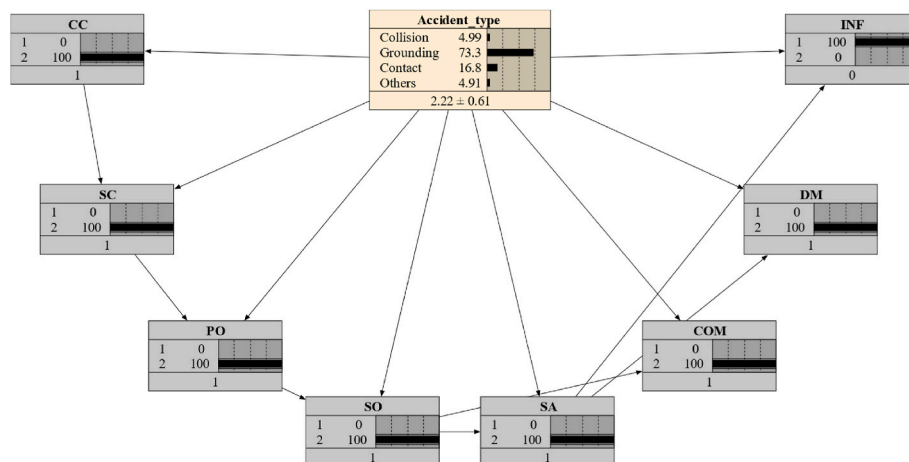 CC
1 0
2 100
1
Accident_type
Collision 4.99
Grounding 73.3
Contact 16.8
Others 4.91
2.22 ± 0.61
INF
1 100
2 0
0
SC
1 0
2 100
1
DM
1 0
2 100
1
PO
1 0
2 100
1
COM
1 0
2 100
1
SO
1 0
2 100
1
SA
1 0
2 100
1